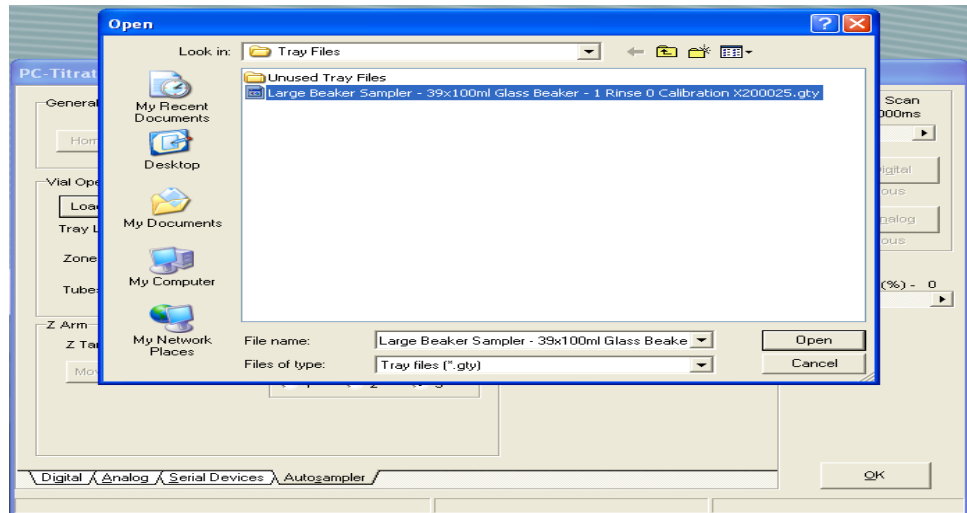 Open
Look in: Tray Files
PC-Titrat
Unused Tray Files
Large Beaker Sampler - 39x100ml Glass Beaker - 1 Rinse 0 Calibration X200025.gty
My Recent Documents
Desktop
My Documents
My Computer
My Network Places
File name: Large Beaker Sampler - 39x100ml Glass Beake
Open
Files of type: Tray files (*.gty)
Cancel
General
Hom
Vial Ope
Loa
Tray L
Zone
Tube
Z Arm
Z Ta
Mov
Scan
000ms
igital
ous
nalog
ous
(%) - 0
Digital
Analog
Serial Devices
Autosampler
OK